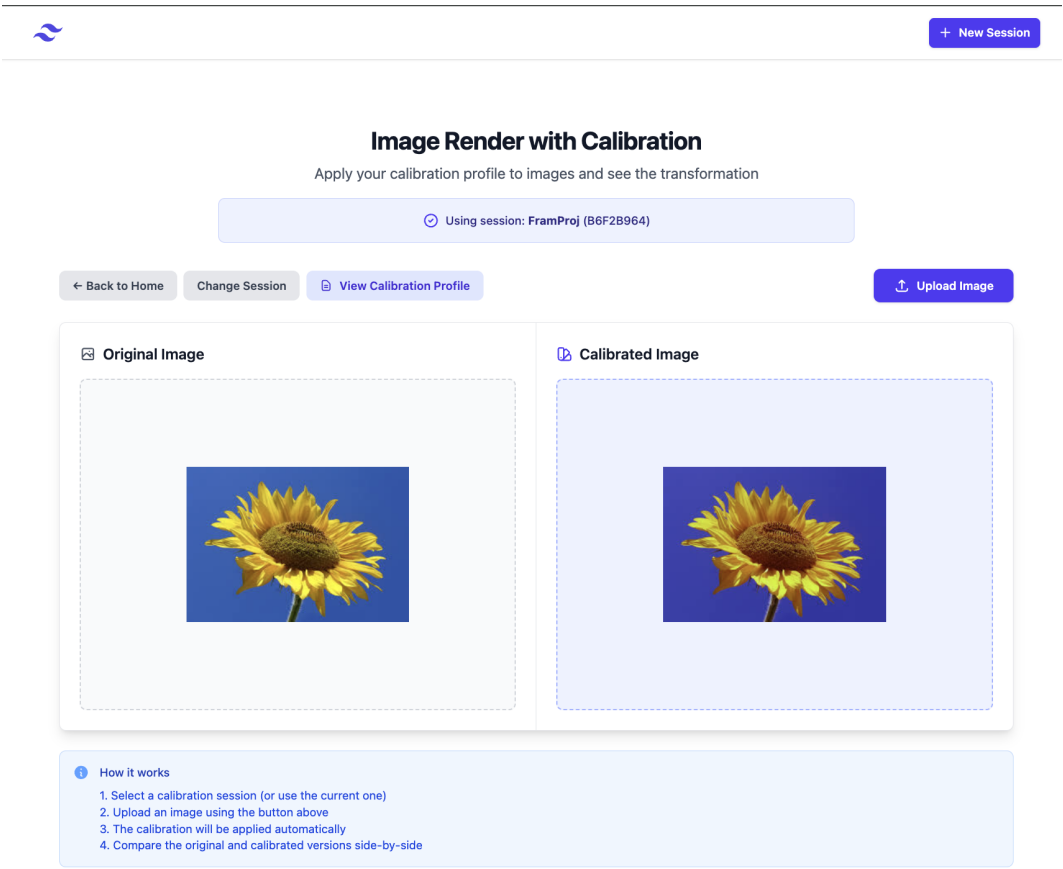 + New Session
Image Render with Calibration
Apply your calibration profile to images and see the transformation
Using session: FramProj (B6F2B964)
← Back to Home
Change Session
View Calibration Profile
Upload Image
Original Image
Calibrated Image
How it works
1. Select a calibration session (or use the current one)
2. Upload an image using the button above
3. The calibration will be applied automatically
4. Compare the original and calibrated versions side-by-side